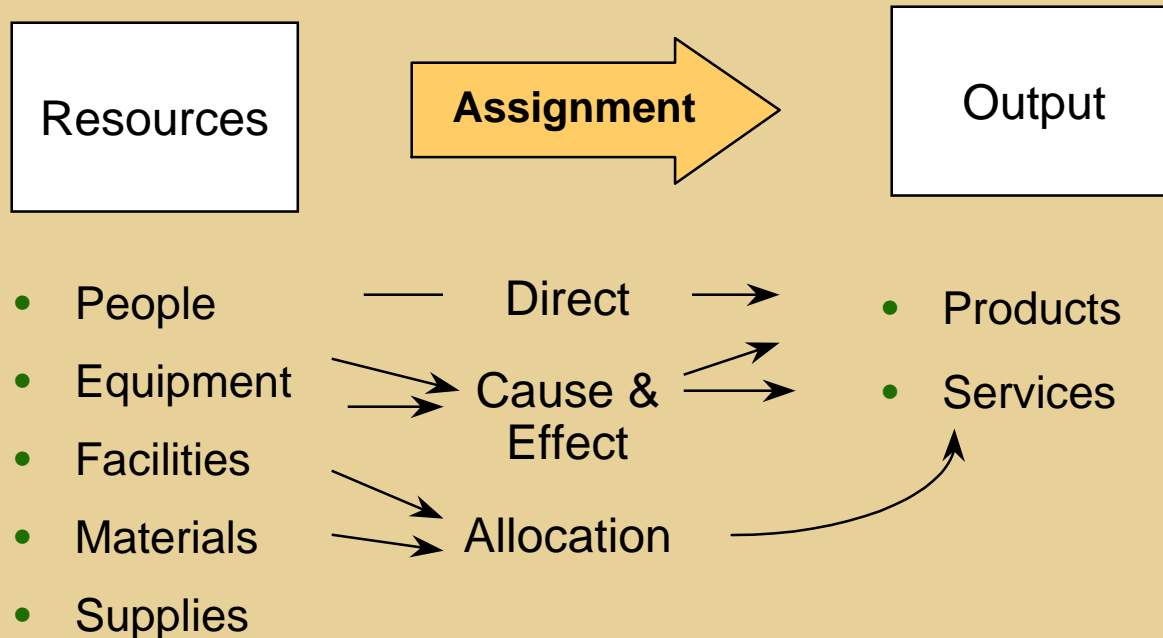 Resources
Assignment
Output
• People
• Equipment
• Facilities
• Materials
• Supplies
Direct
Cause &
Effect
Allocation
• Products
• Services